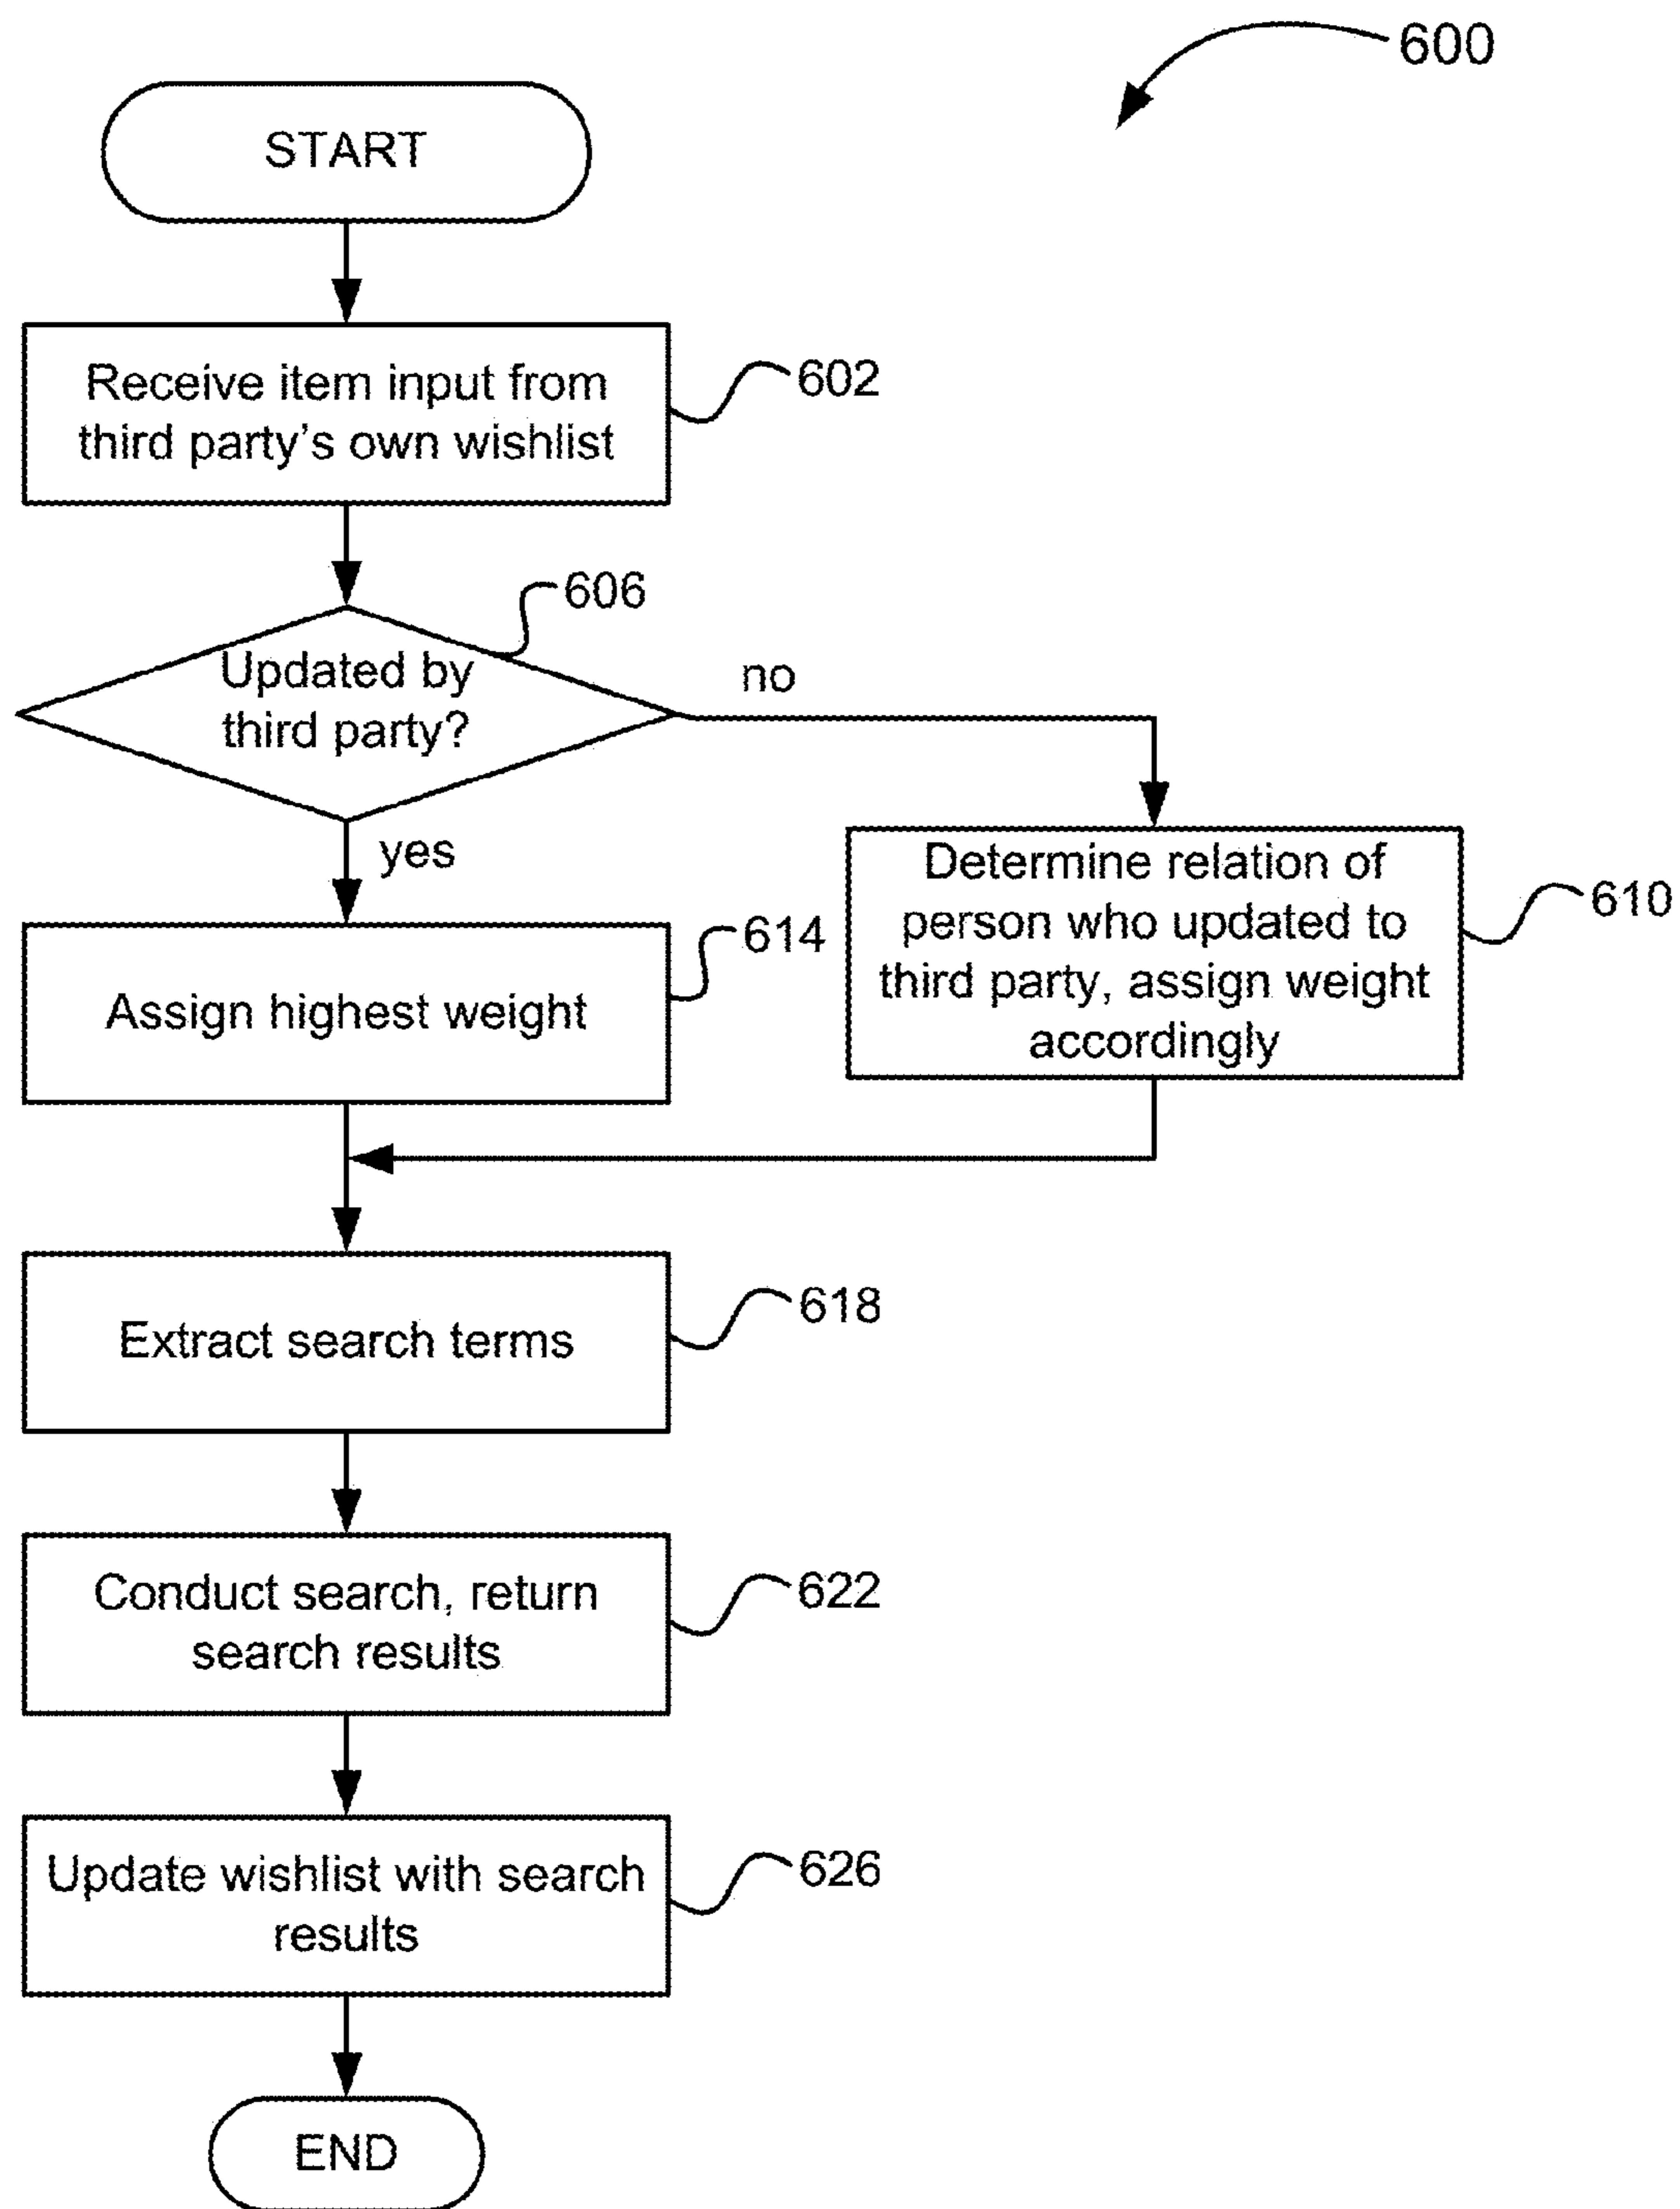 600
START
Receive item input from
third party's own wishlist
602
606
Updated by
third party?
no
yes
Determine relation of
person who updated to
third party, assign weight
accordingly
610
614
Assign highest weight
618
Extract search terms
Conduct search, return
search results
622
Update wishlist with search
results
626
END